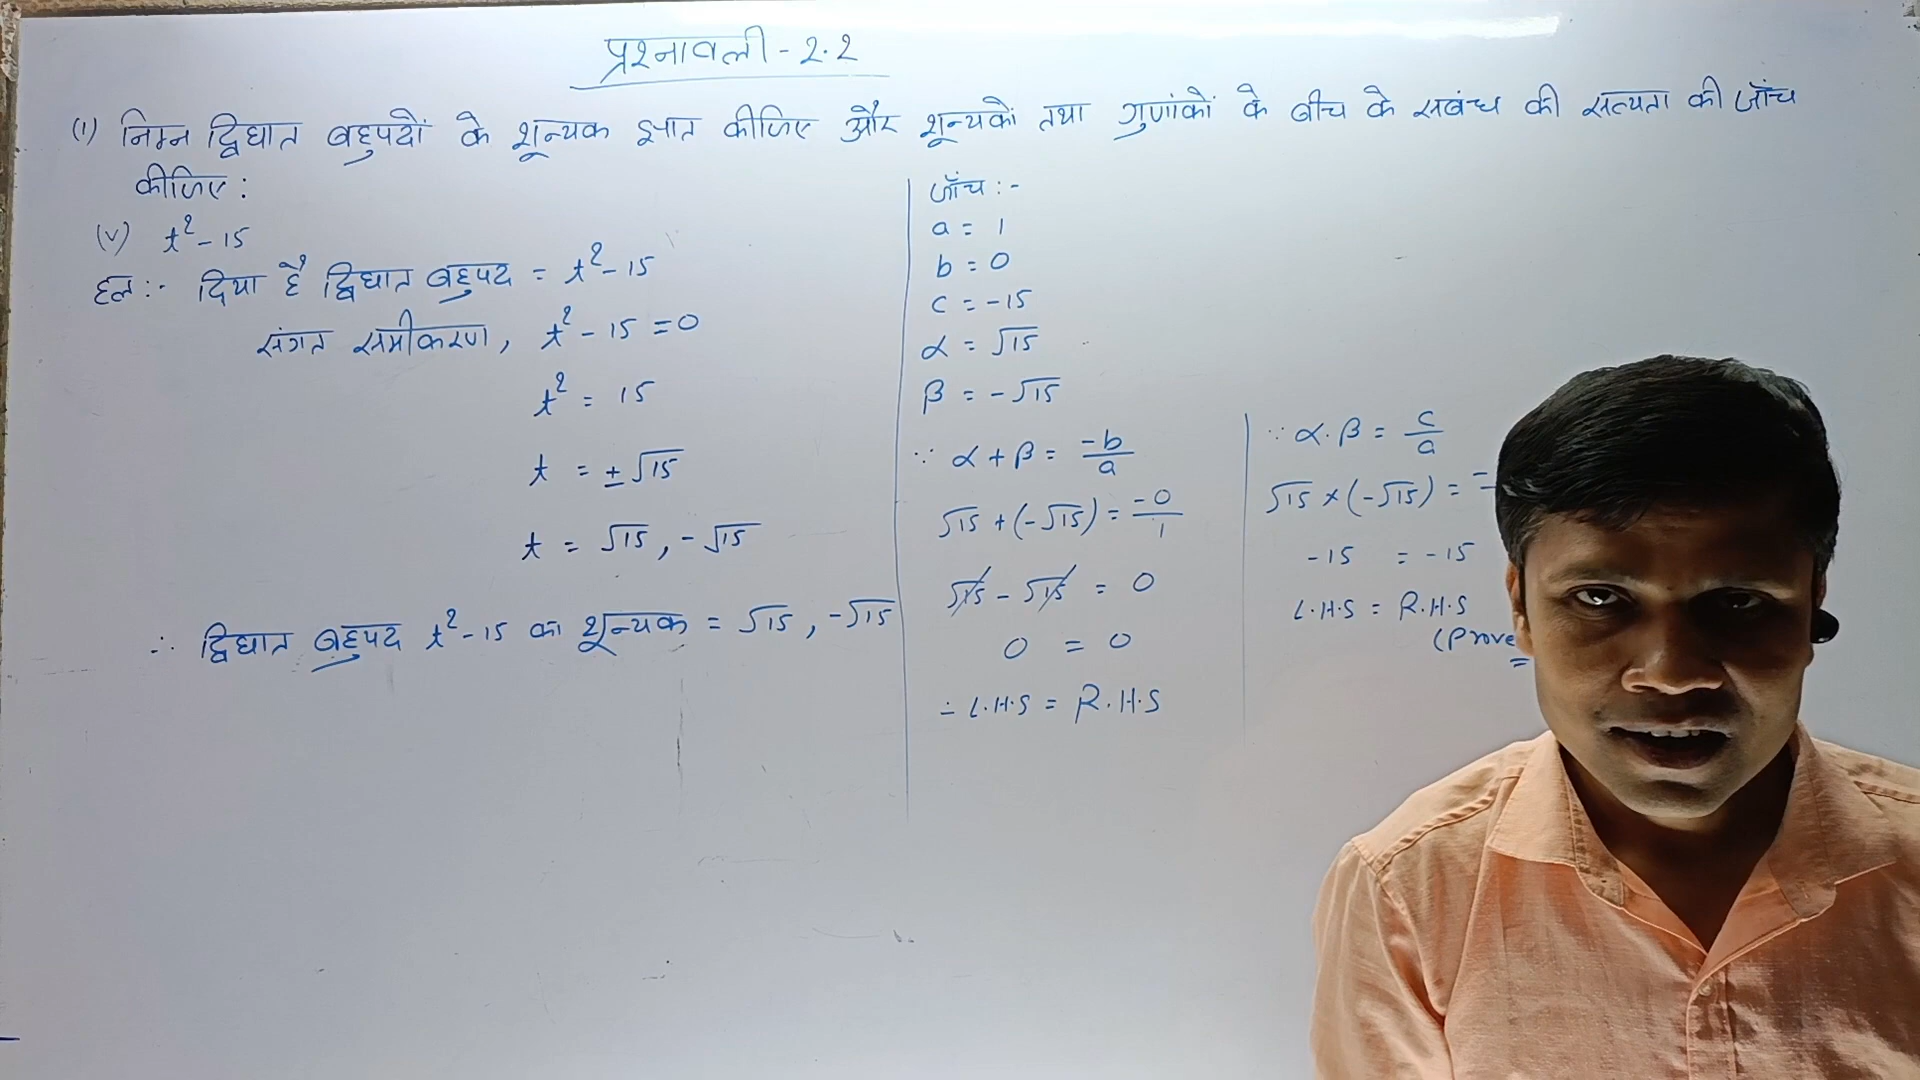 प्रश्नावली - 2.2
(1) निम्न द्विघात बहुपदों के शून्यक ज्ञात कीजिए और शून्यकों तथा गुणांकों के बीच के सबंध की सत्यता की जाँच
कीजिए :
(v) t² - 15
हल :- दिया है द्विघात बहुपद = t² - 15
संगत समीकरण, t² - 15 = 0
t² = 15
t = ±√15
t = √15, -√15
∴ द्विघात बहुपद t² - 15 का शून्यक = √15, -√15
जाँच :-
a = 1
b = 0
c = -15
α = √15
β = -√15
∵ α + β = -b/a
√15 + (-√15) = -0/1
√15 - √15 = 0
0 = 0
∴ L.H.S = R.H.S
∵ α . β = c/a
√15 × (-√15) =
-15 = -15
L.H.S = R.H.S
(Prove